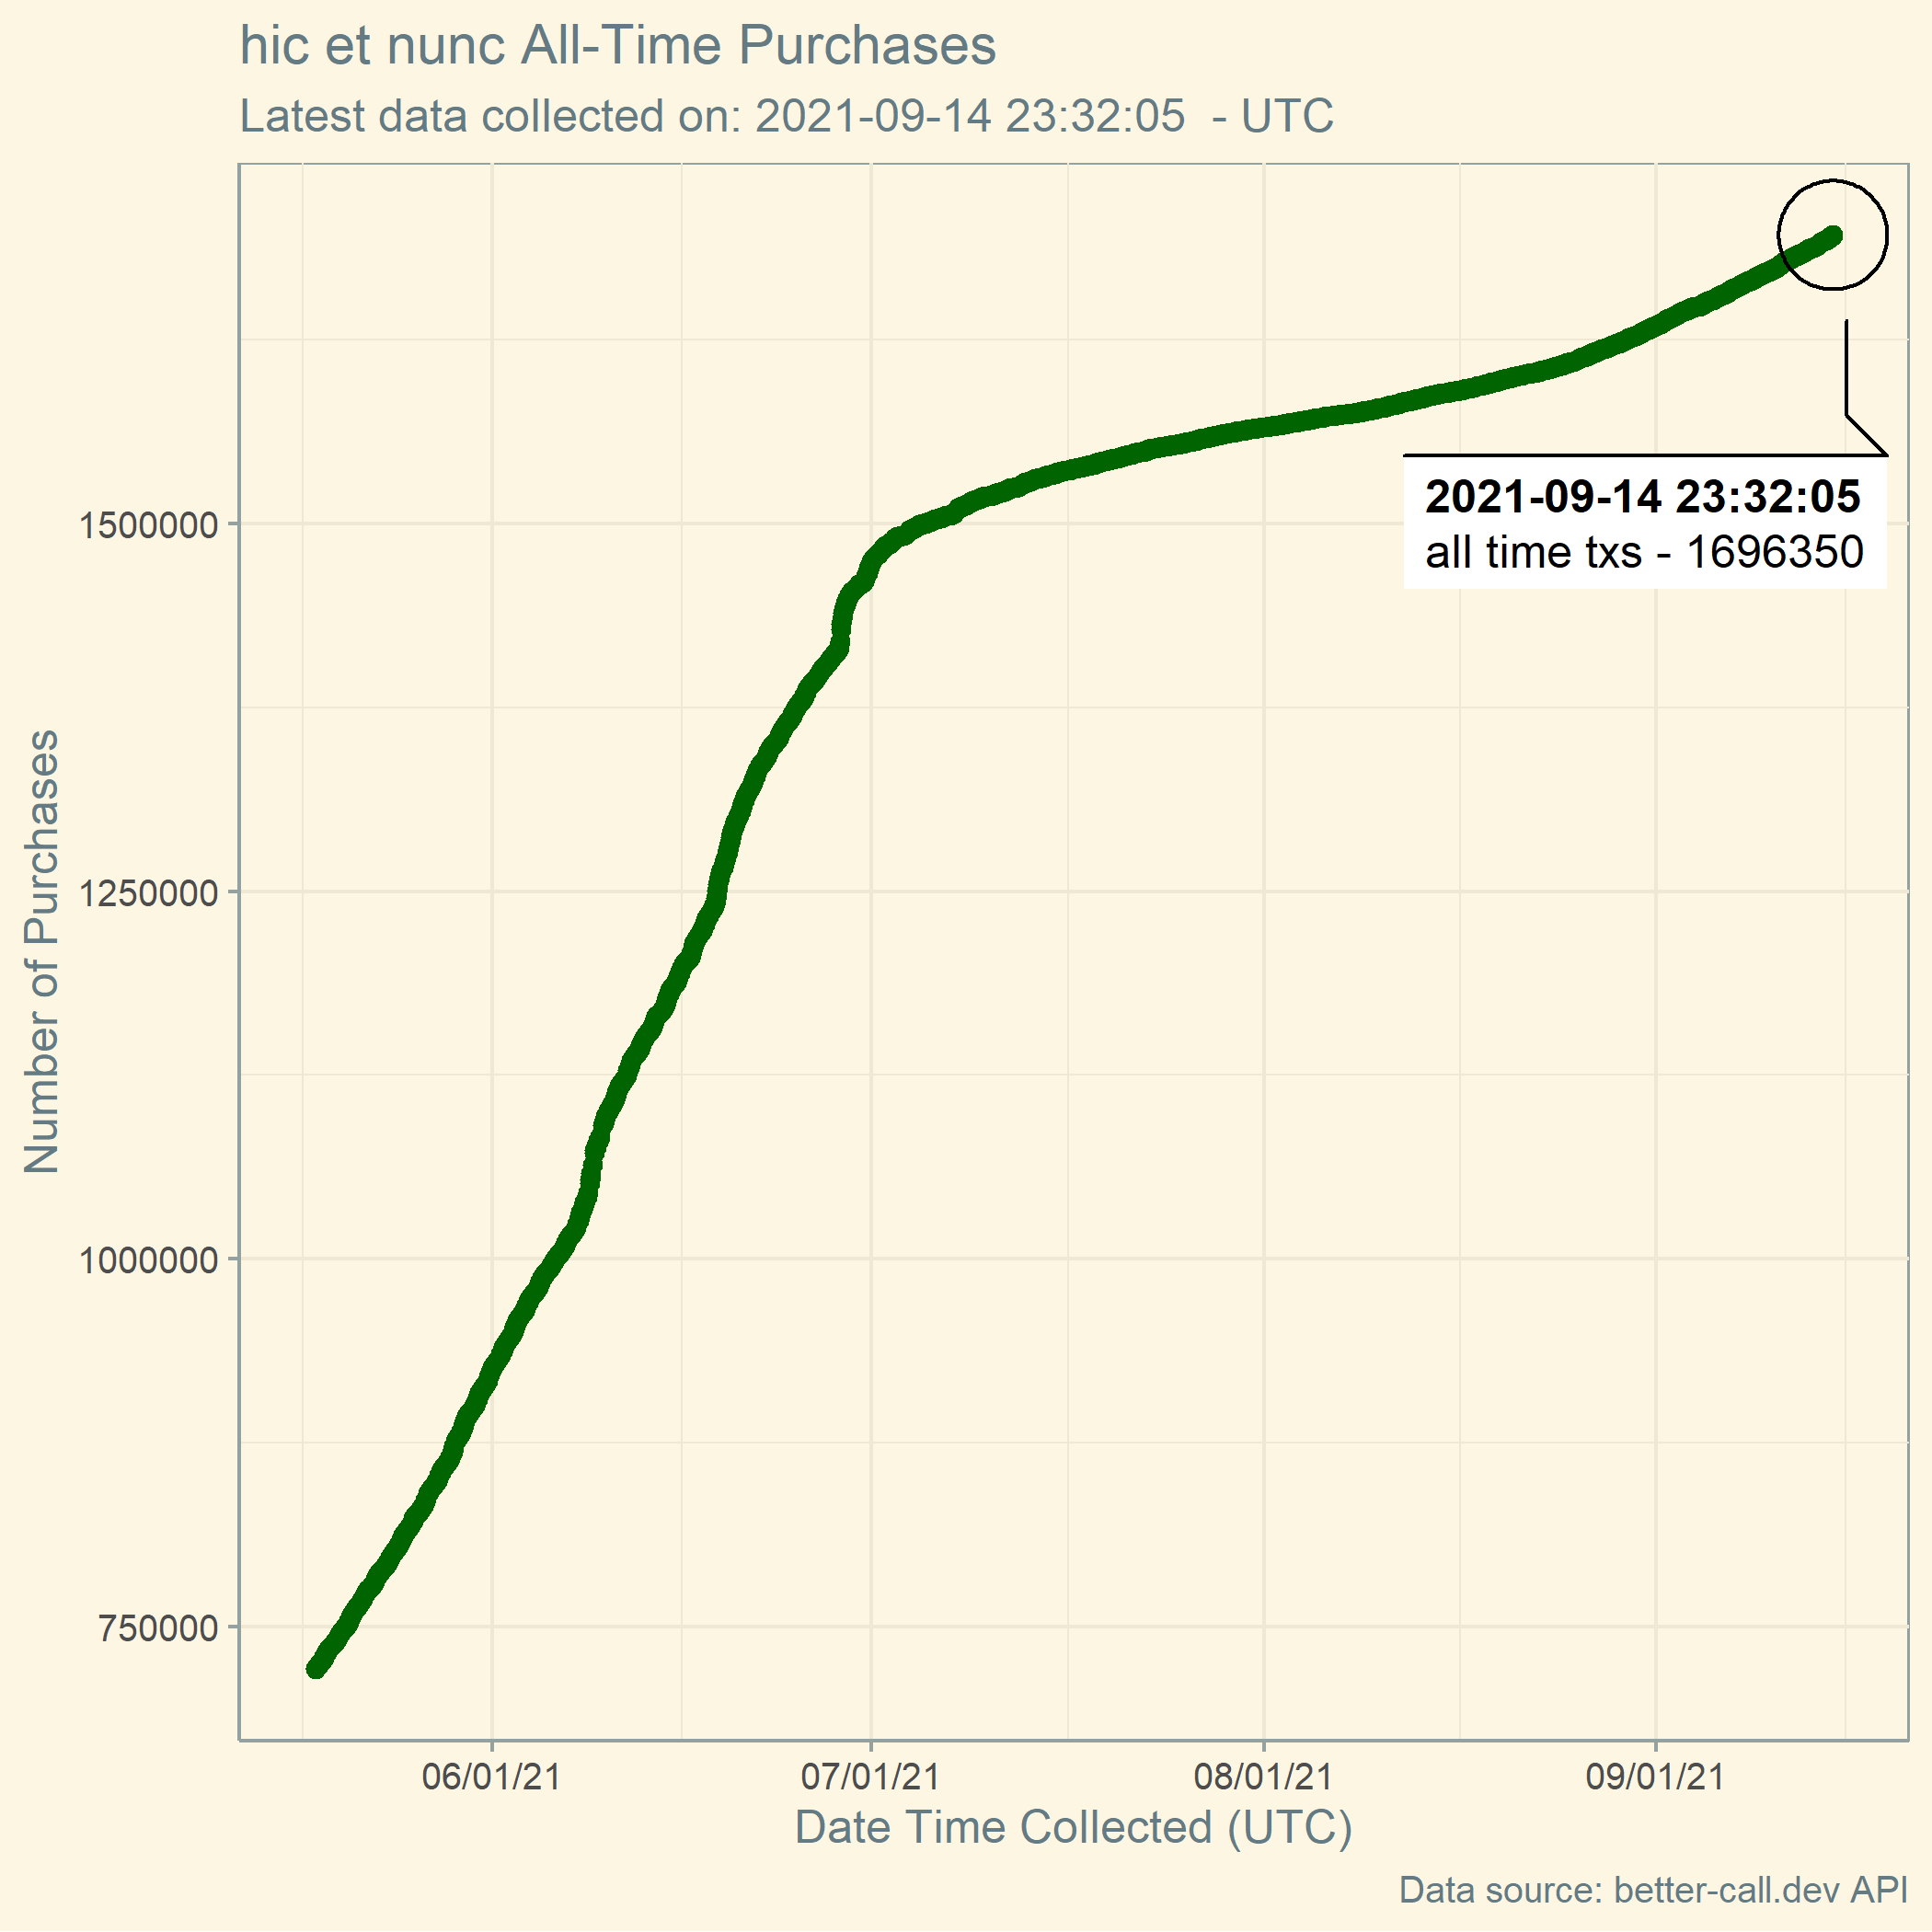 hic et nunc All-Time Purchases
Latest data collected on: 2021-09-14 23:32:05  - UTC
Number of Purchases
1500000
1250000
1000000
750000
2021-09-14 23:32:05
all time txs - 1696350
06/01/21
07/01/21
08/01/21
09/01/21
Date Time Collected (UTC)
Data source: better-call.dev API